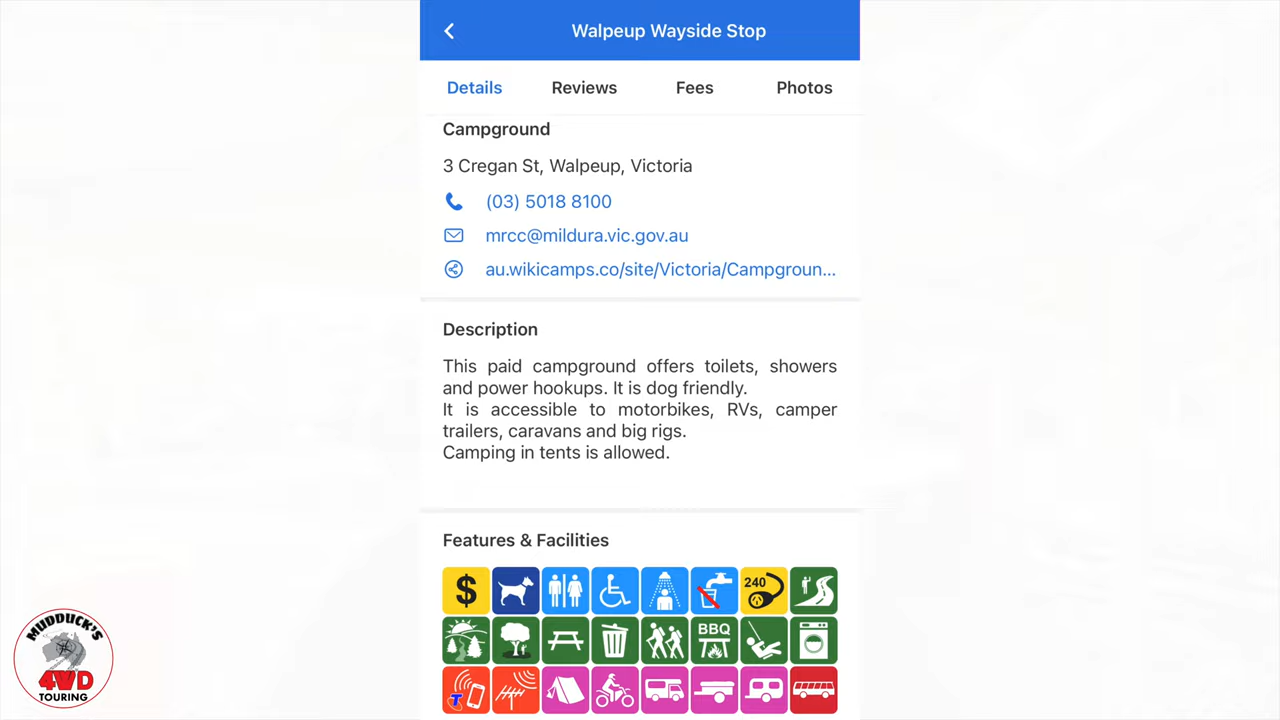 Walpeup Wayside Stop
Details Reviews Fees Photos
Campground
3 Cregan St, Walpeup, Victoria
(03) 5018 8100
mrcc@mildura.vic.gov.au
au.wikicamps.co/site/Victoria/Campgroun...
Description
This paid campground offers toilets, showers
and power hookups. It is dog friendly.
It is accessible to motorbikes, RVs, camper
trailers, caravans and big rigs.
Camping in tents is allowed.
Features & Facilities
$ 240
BBQ
T
MUDDUCK'S
4WD
TOURING